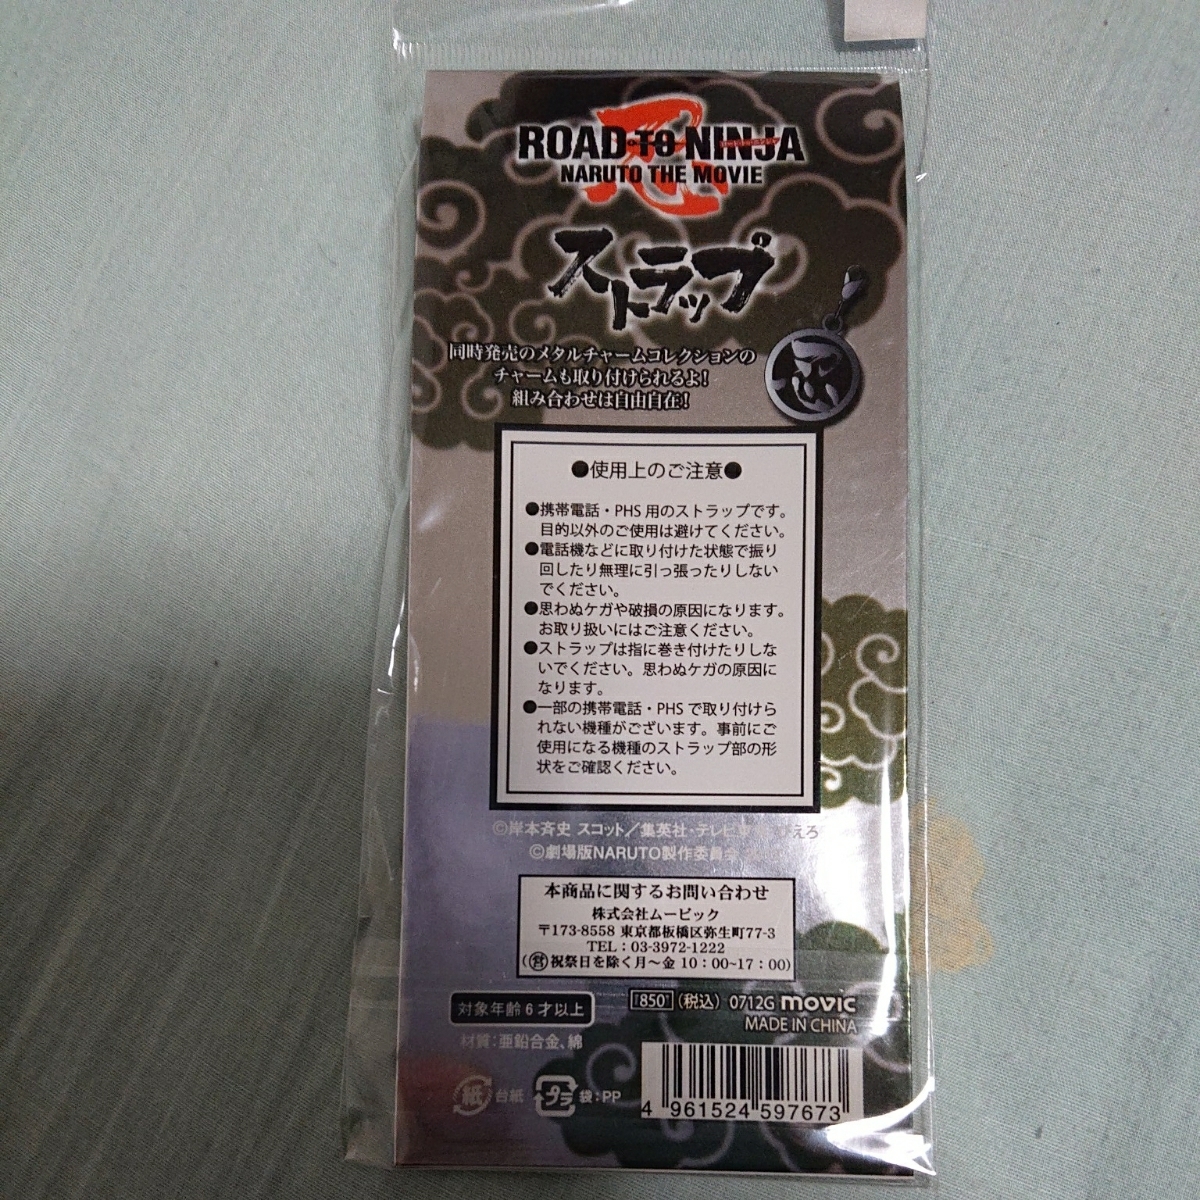 忍
ROAD TO NINJA
NARUTO THE MOVIE
ストラップ
同時発売のメタルチャームコレクションの
チャームも取り付けられるよ!
組み合わせは自由自在!
忍
●使用上のご注意●
●携帯電話・PHS用のストラップです。
目的以外のご使用は避けてください。
●電話機などに取り付けた状態で振り
回したり無理に引っ張ったりしない
でください。
●思わぬケガや破損の原因になります。
お取り扱いにはご注意ください。
●ストラップは指に巻き付けたりしな
いでください。思わぬケガの原因に
なります。
●一部の携帯電話・PHSで取り付けら
れない機種がございます。事前にご
使用になる機種のストラップ部の形
状をご確認ください。
©岸本斉史 スコット/集英社・テレビ
©劇場版NARUTO製作委員会
本商品に関するお問い合わせ
株式会社ムービック
〒173-8558 東京都板橋区弥生町77-3
TEL:03-3972-1222
(営祝祭日を除く月~金 10:00~17:00)
対象年齢6才以上
850 (税込) 0712G movic
MADE IN CHINA
材質:亜鉛合金、綿
紙 台紙 プラ 袋:PP
4 961524 597673